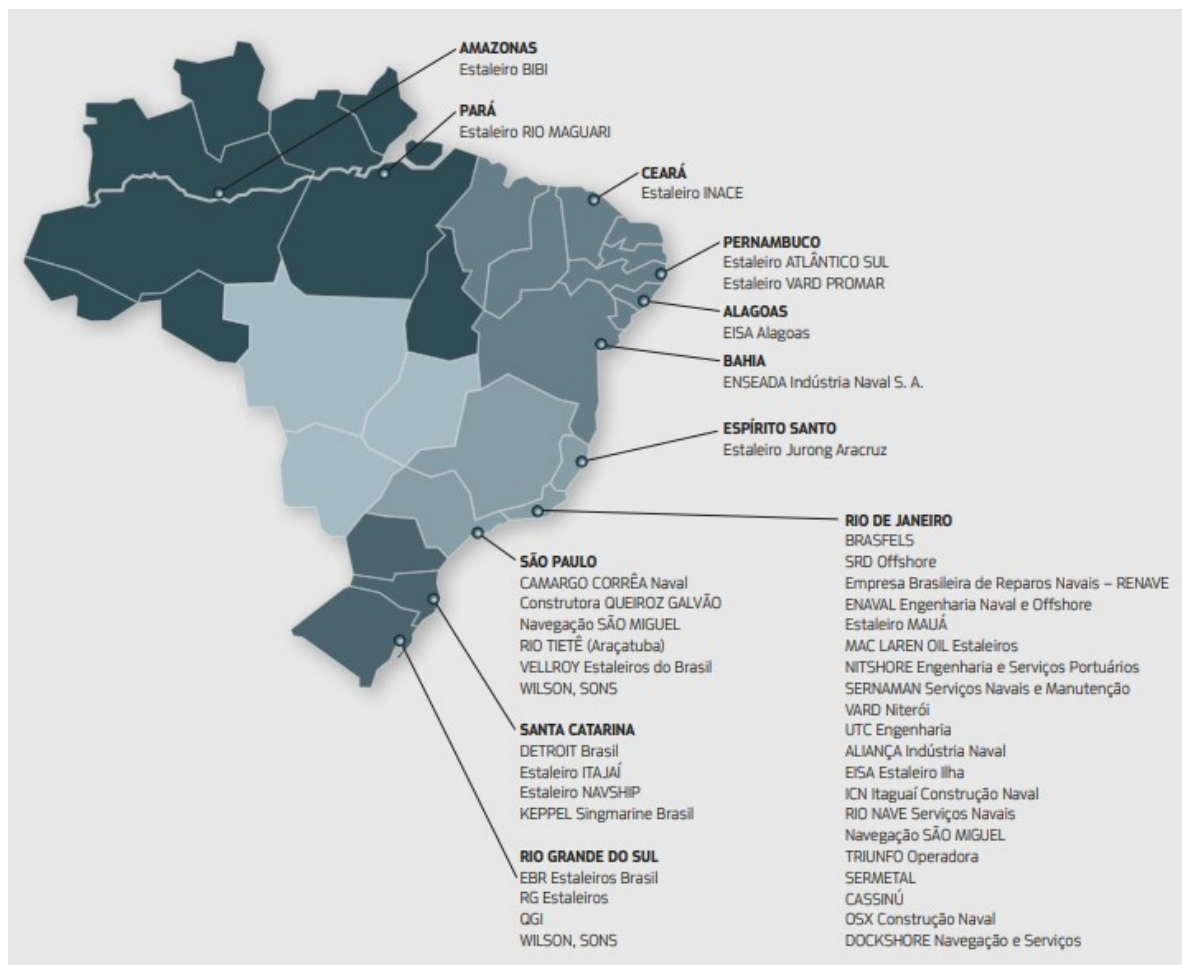 AMAZONAS
Estaleiro BIBI
PARÁ
Estaleiro RIO MAGUARI
CEARÁ
Estaleiro INACE
PERNAMBUCO
Estaleiro ATLÂNTICO SUL
Estaleiro VARD PROMAR
ALAGOAS
EISA Alagoas
BAHIA
ENSEADA Indústria Naval S. A.
ESPÍRITO SANTO
Estaleiro Jurong Aracruz
RIO DE JANEIRO
BRASFELS
SRD Offshore
Empresa Brasileira de Reparos Navais – RENAVE
ENAVAL Engenharia Naval e Offshore
Estaleiro MAUÁ
MAC LAREN OIL Estaleiros
NITSHORE Engenharia e Serviços Portuários
SERNAMAN Serviços Navais e Manutenção
VARD Niterói
UTC Engenharia
ALIANÇA Indústria Naval
EISA Estaleiro Ilha
ICN Itaguaí Construção Naval
RIO NAVE Serviços Navais
Navegação SÃO MIGUEL
TRIUNFO Operadora
SERMETAL
CASSINÚ
OSX Construção Naval
DOCKSHORE Navegação e Serviços
SÃO PAULO
CAMARGO CORRÊA Naval
Construtora QUEIROZ GALVÃO
Navegação SÃO MIGUEL
RIO TIETÊ (Araçatuba)
VELLROY Estaleiros do Brasil
WILSON, SONS
SANTA CATARINA
DETROIT Brasil
Estaleiro ITAJAÍ
Estaleiro NAVSHIP
KEPPEL Singmarine Brasil
RIO GRANDE DO SUL
EBR Estaleiros Brasil
RG Estaleiros
QGI
WILSON, SONS